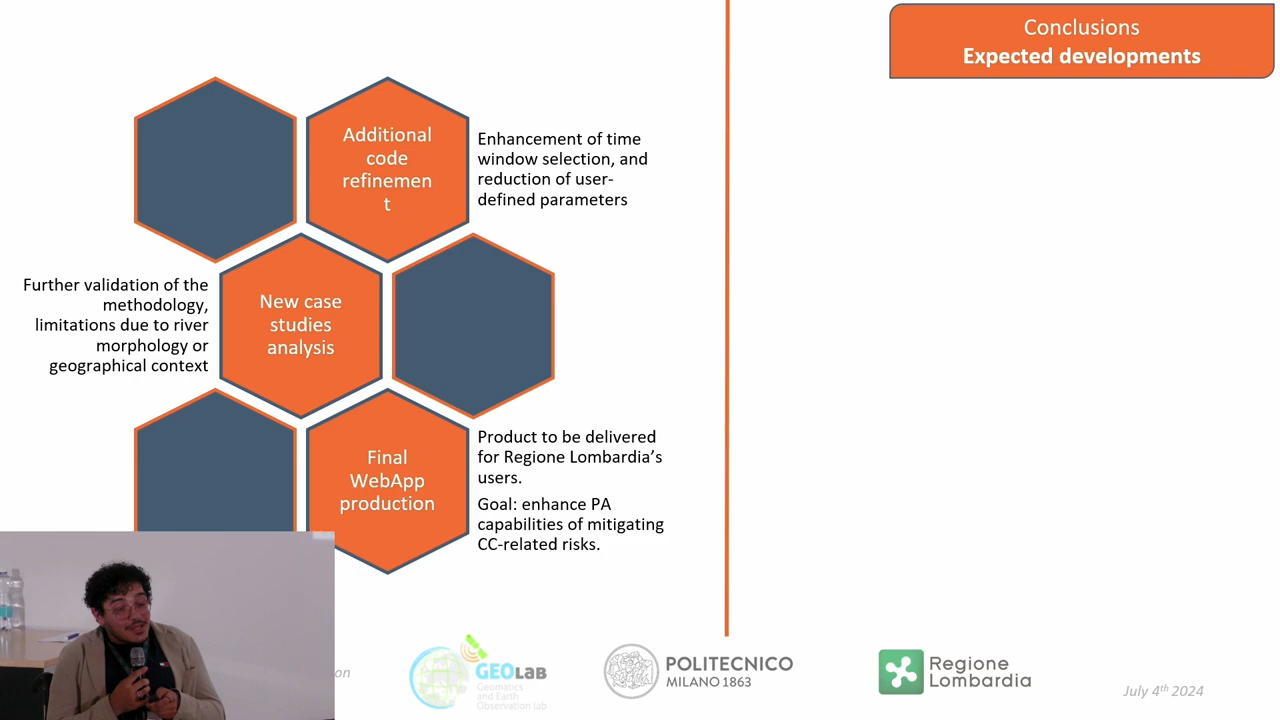 Conclusions
Expected developments
Additional
code
refinemen
t
Enhancement of time
window selection, and
reduction of user-
defined parameters
Further validation of the
methodology,
limitations due to river
morphology or
geographical context
New case
studies
analysis
Final
WebApp
production
Product to be delivered
for Regione Lombardia's
users.
Goal: enhance PA
capabilities of mitigating
CC-related risks.
on
GEOLAB
Geomatics
and Earth
Observation lab
POLITECNICO
MILANO 1863
Regione
Lombardia
July 4th 2024